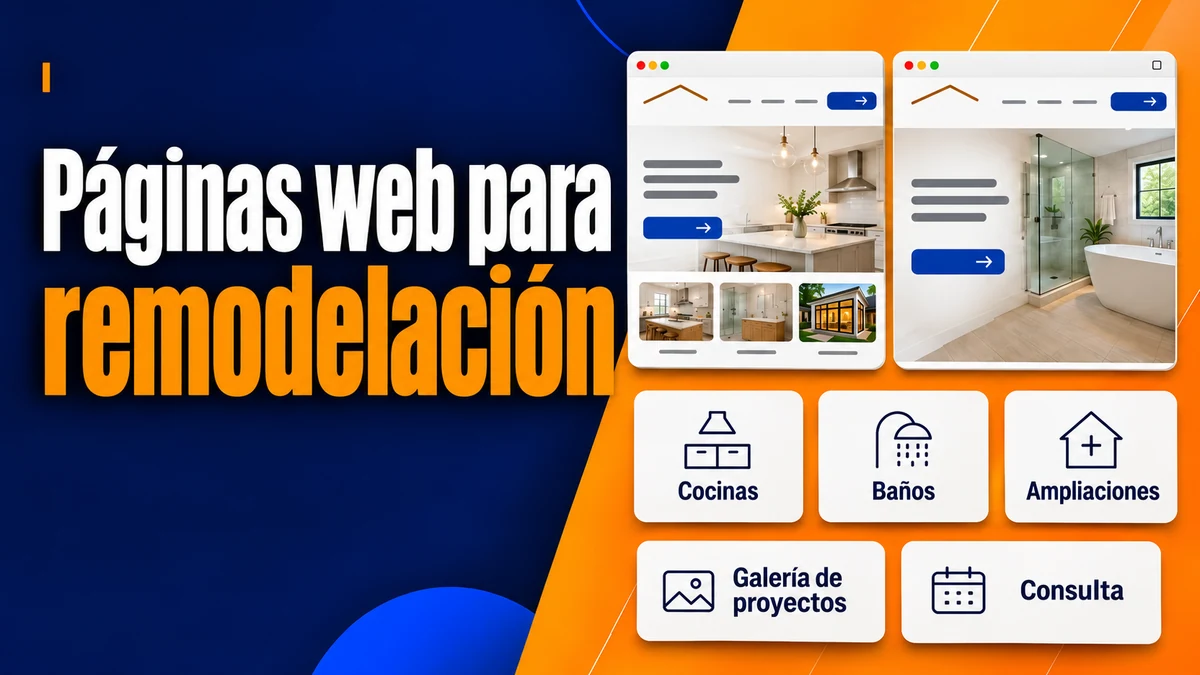 Páginas web para
remodelación
Cocinas
Baños
Ampliaciones
Galería de
proyectos
Consulta